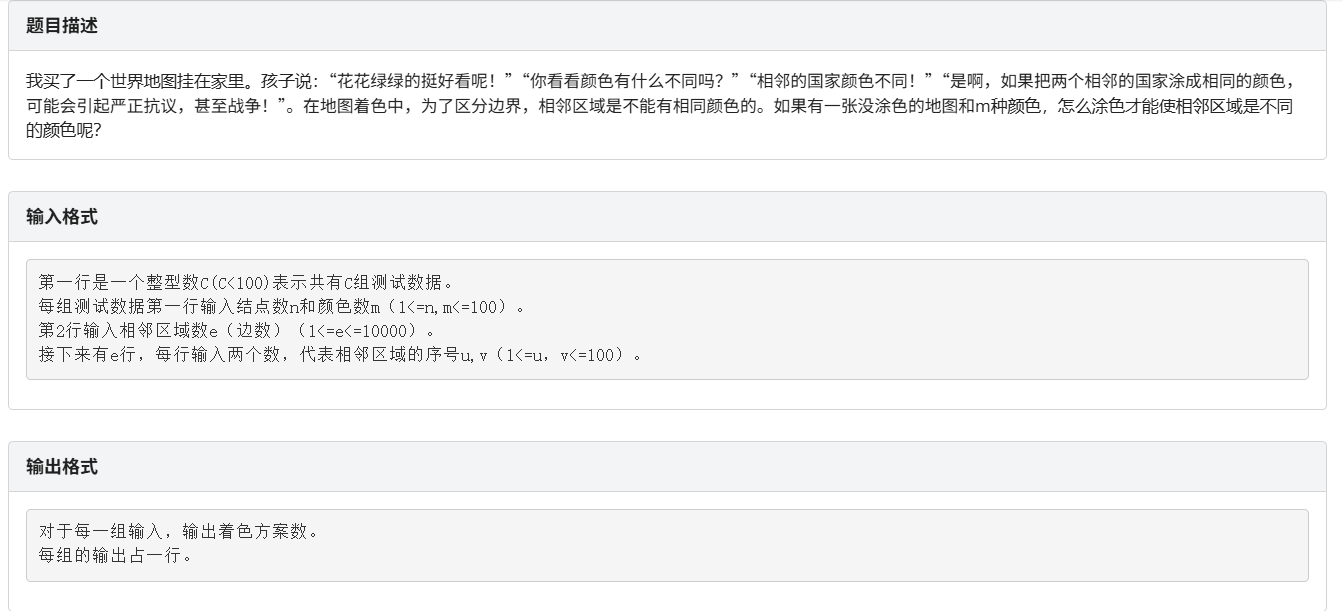 题目描述
我买了一个世界地图挂在家里。孩子说：“花花绿绿的挺好看呢！”“你看看颜色有什么不同吗？”“相邻的国家颜色不同！”“是啊，如果把两个相邻的国家涂成相同的颜色，
可能会引起严正抗议，甚至战争！”。在地图着色中，为了区分边界，相邻区域是不能有相同颜色的。如果有一张没涂色的地图和m种颜色，怎么涂色才能使相邻区域是不同
的颜色呢?
输入格式
第一行是一个整型数C(C<100)表示共有C组测试数据。
每组测试数据第一行输入结点数n和颜色数m（1<=n,m<=100）。
第2行输入相邻区域数e（边数）（1<=e<=10000）。
接下来有e行，每行输入两个数，代表相邻区域的序号u,v（1<=u，v<=100）。
输出格式
对于每一组输入，输出着色方案数。
每组的输出占一行。